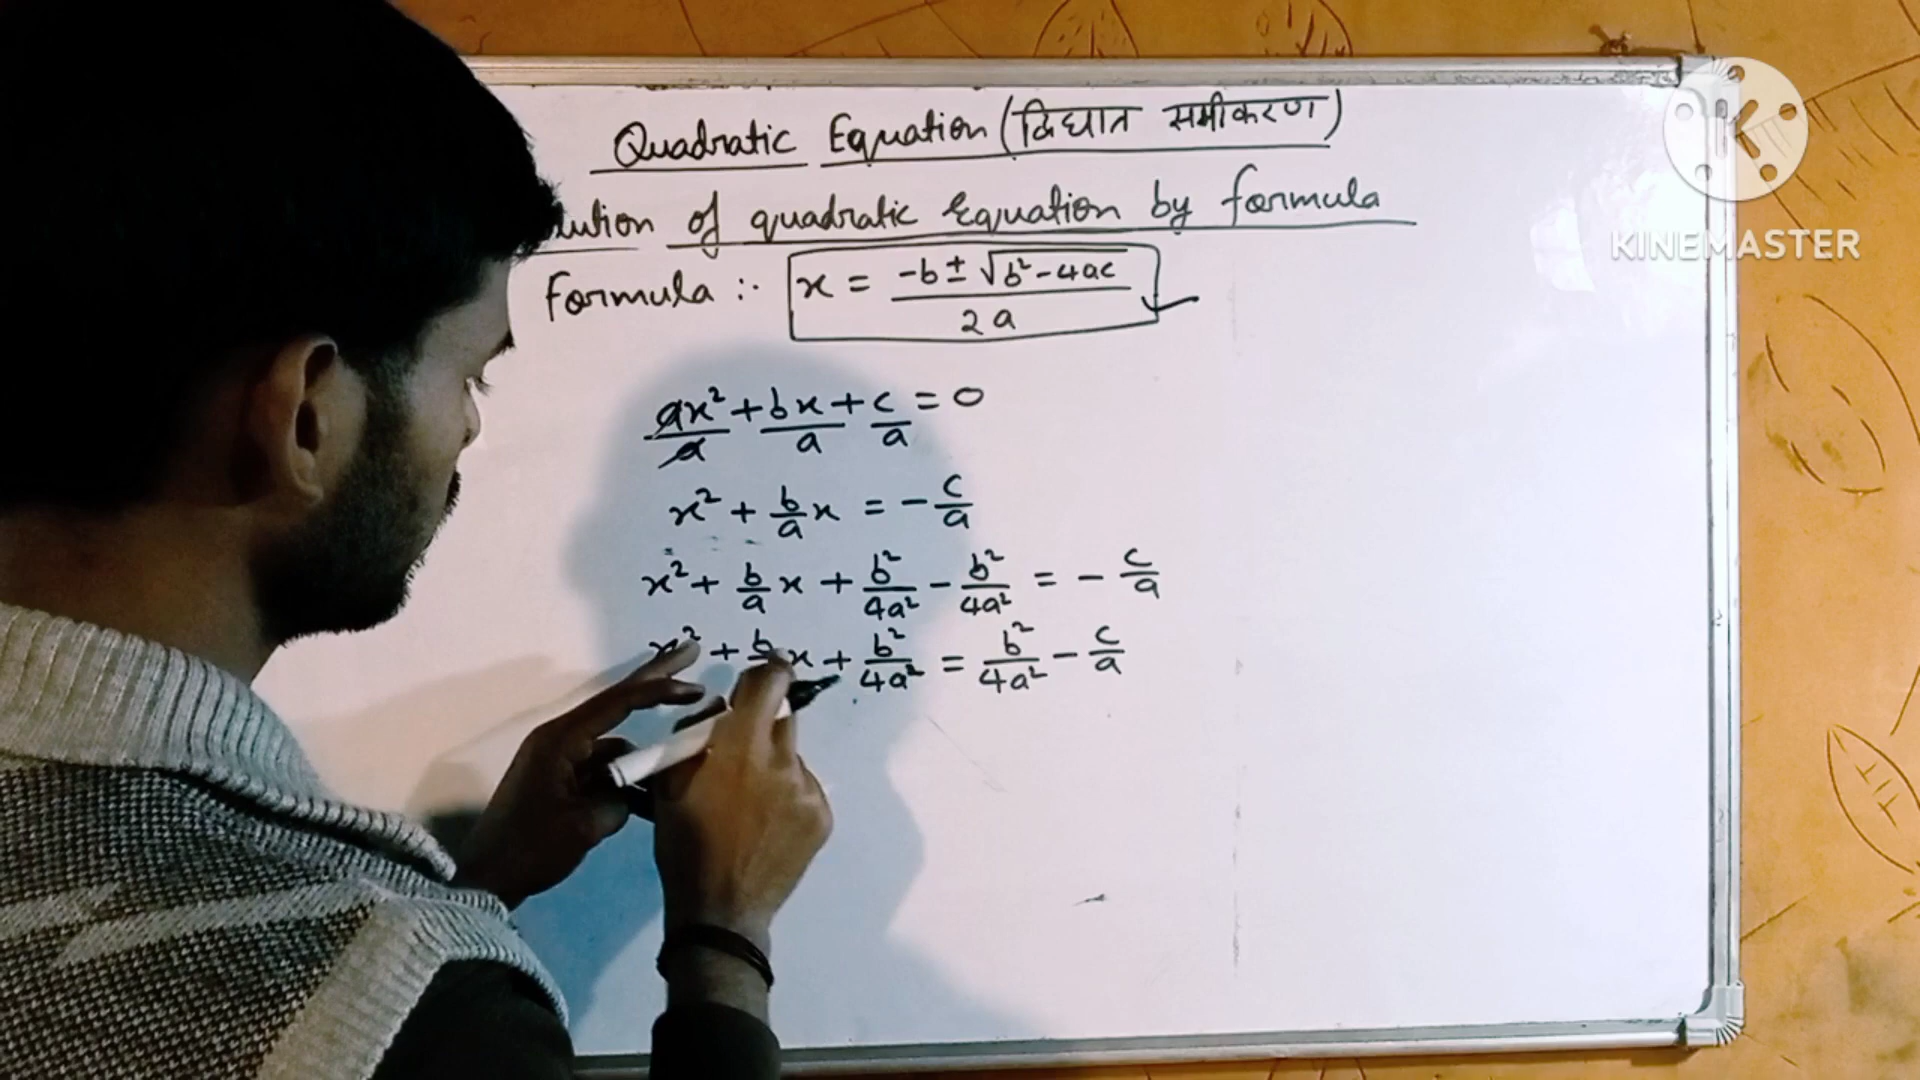 Quadratic Equation (द्विघात समीकरण)
of quadratic Equation by formula
Formula :- x = (-b ± √(b² - 4ac)) / 2a
ax²/a + bx/a + c/a = 0
x² + b/a x = - c/a
x² + b/a x + b²/4a² - b²/4a² = - c/a
x² + b x + b²/4a² = b²/4a² - c/a
K
KINEMASTER